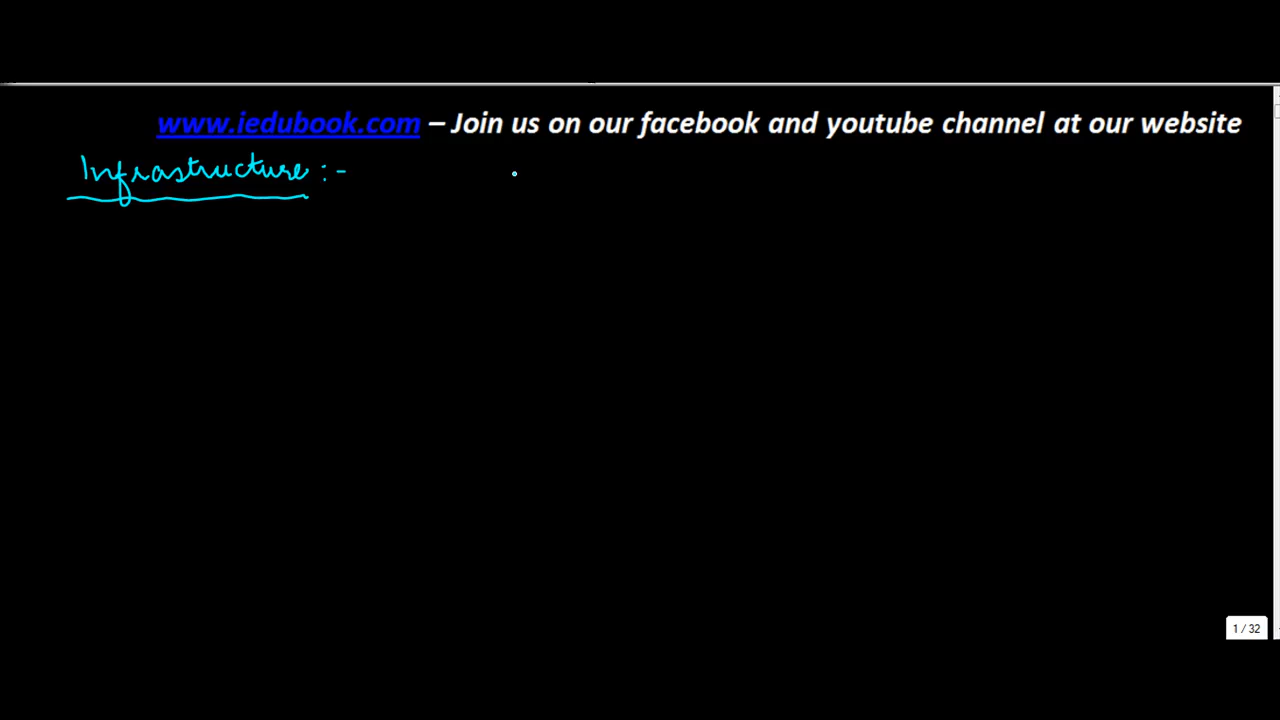 www.iedubook.com – Join us on our facebook and youtube channel at our website
Infrastructure :-
1 / 32